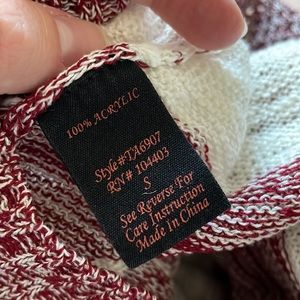 100% ACRYLIC
Style#TA6907
RN# 104403
S
See Reverse For
Care Instruction
Made In China